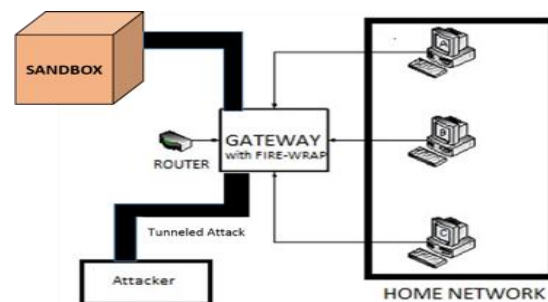 SANDBOX
GATEWAY
with FIRE-WRAP
ROUTER
Tunneled Attack
Attacker
HOME NETWORK